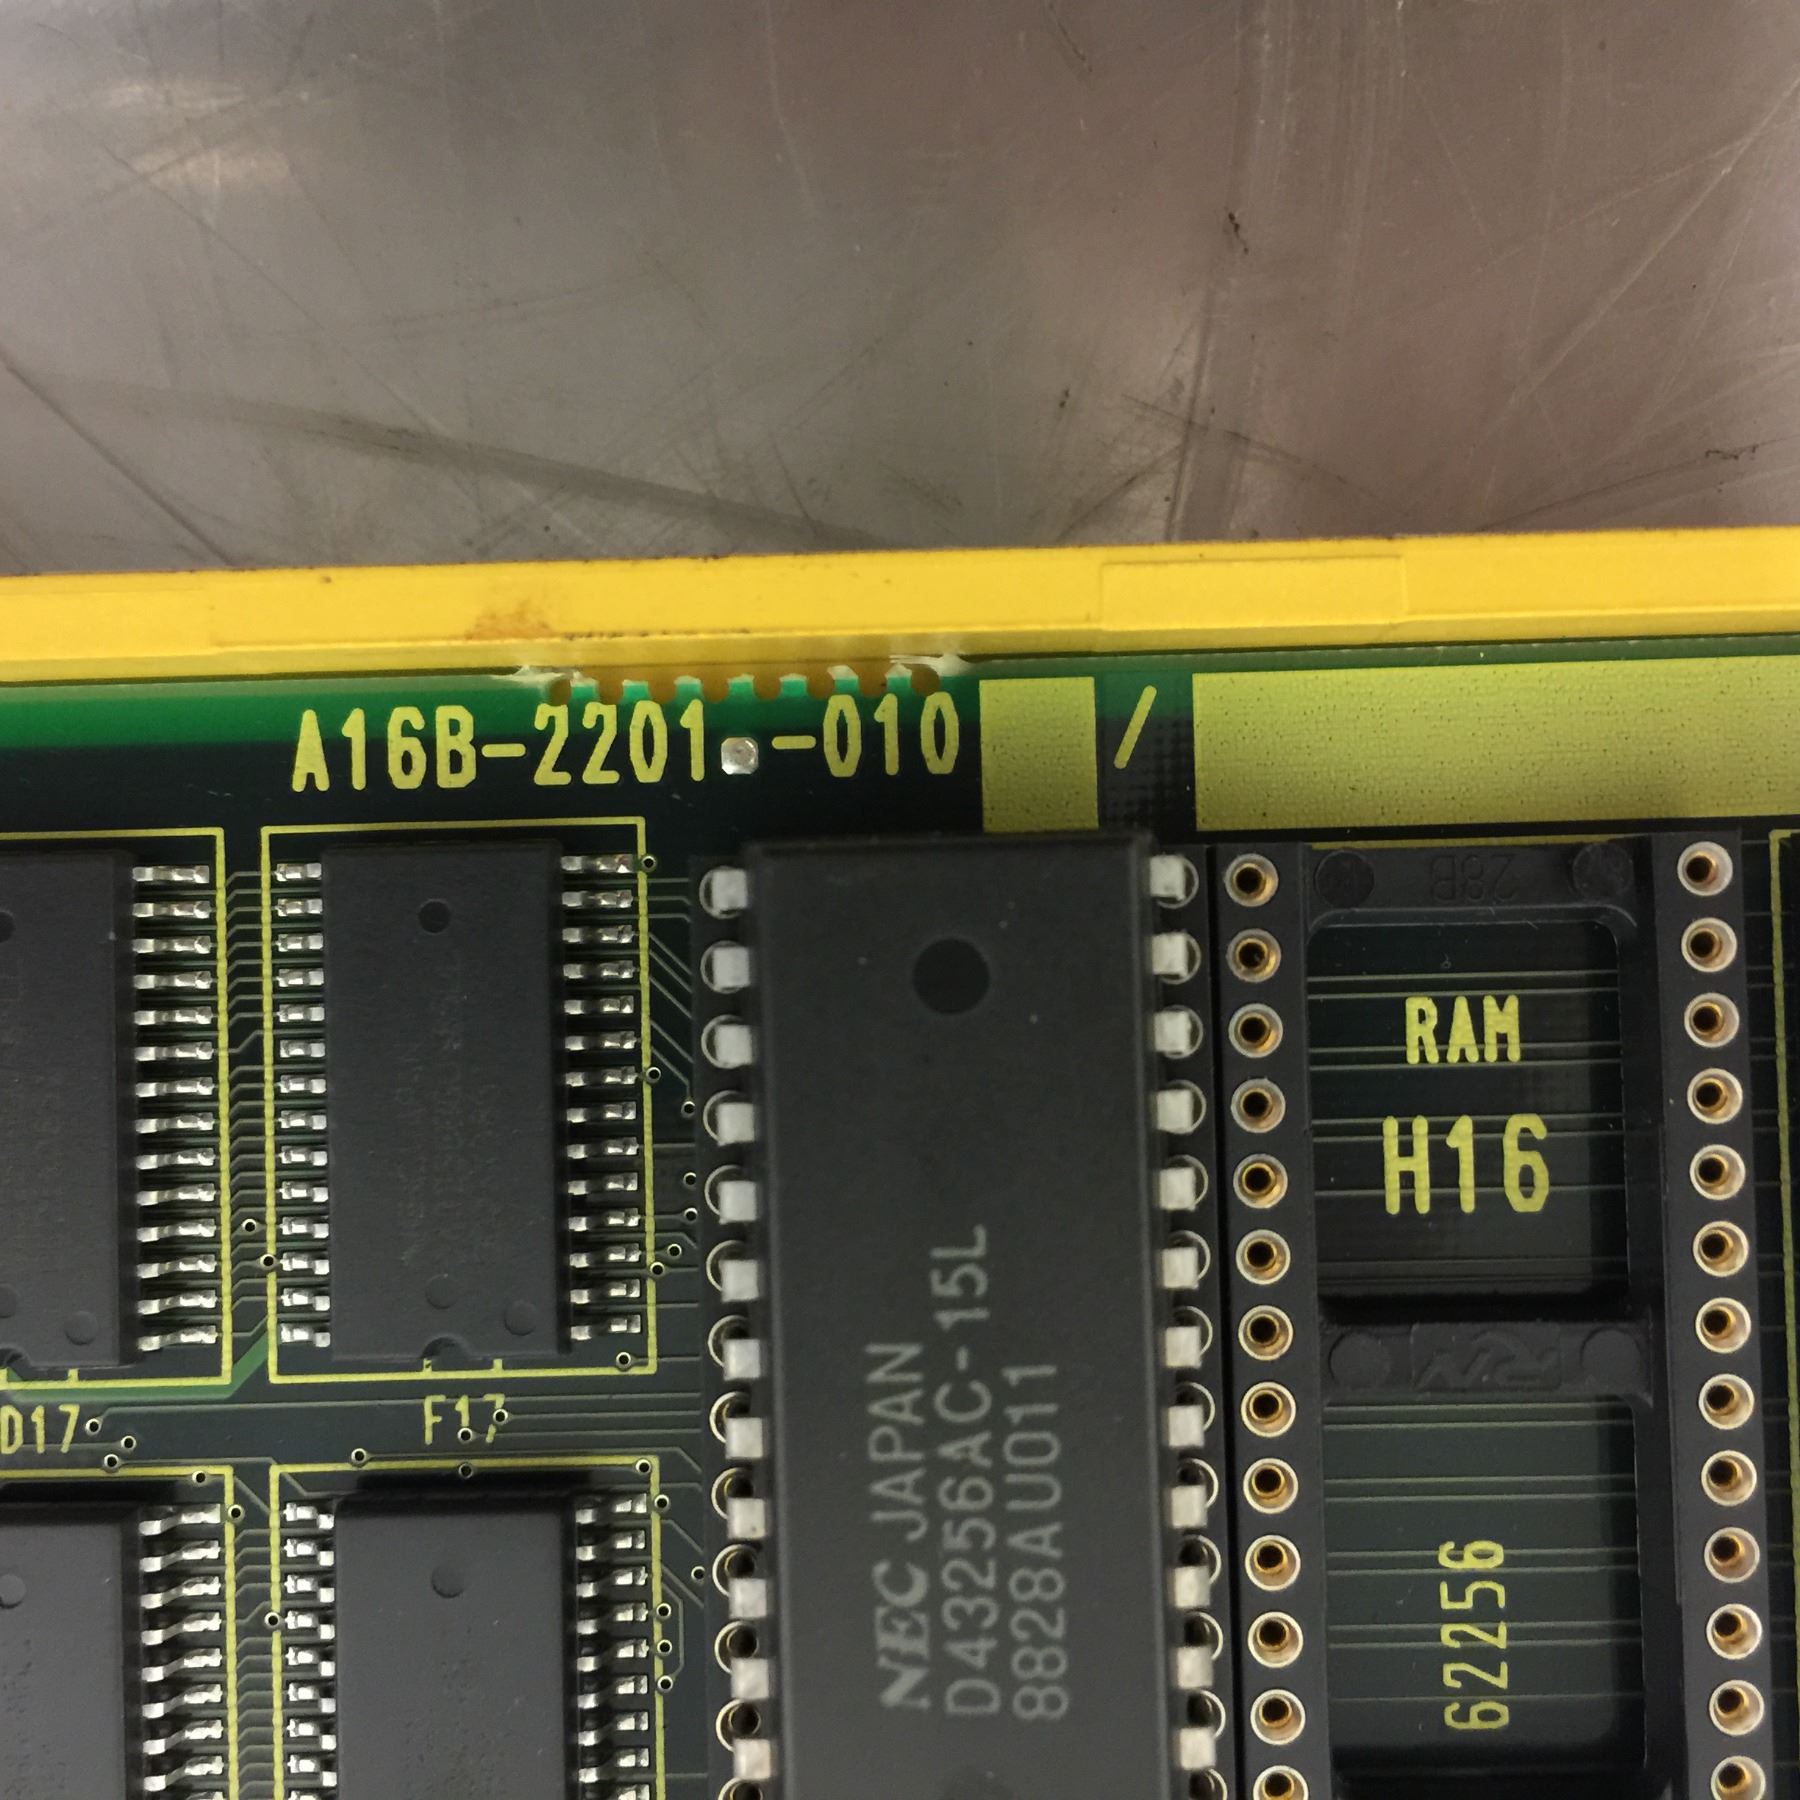 A16B-2201.-010 /
28B
RAM
H16
NEC JAPAN
D43256AC-15L
8828AU011
D17
F17
62256